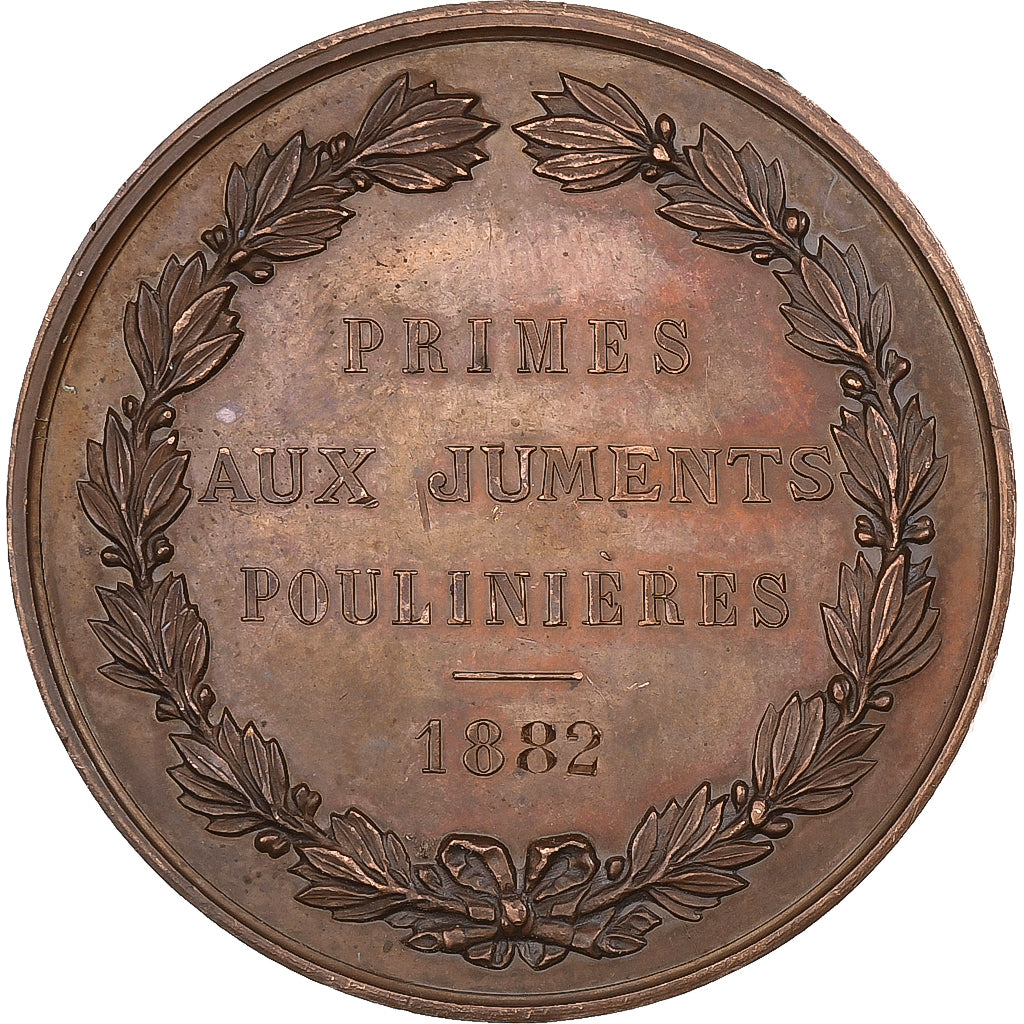 PRIMES
AUX JUMENTS
POULINIÈRES
1882